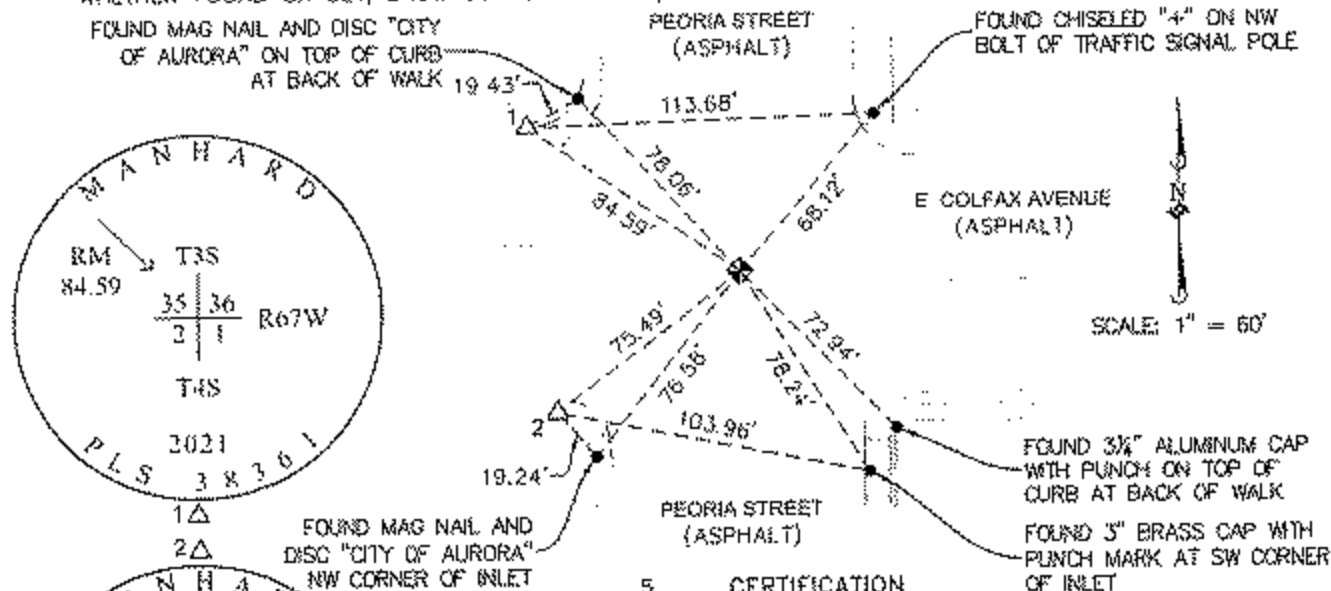 FOUND MAG NAIL AND DISC "CITY
OF AURORA" ON TOP OF CURB
AT BACK OF WALK
PEORIA STREET
(ASPHALT)
FOUND CHISELED "+" ON NW
BOLT OF TRAFFIC SIGNAL POLE
19.43'
1
113.68'
78.06'
84.59'
68.12'
E COLFAX AVENUE
(ASPHALT)
N
SCALE: 1" = 60'
MANHARD
RM
84.59
T3S
35 36
2 1
R67W
T4S
2021
PLS 38361
1
2
75.49'
76.58'
72.94'
78.24'
2
103.96'
19.24'
FOUND MAG NAIL AND
DISC "CITY OF AURORA"
NW CORNER OF INLET
PEORIA STREET
(ASPHALT)
FOUND 3¼" ALUMINUM CAP
WITH PUNCH ON TOP OF
CURB AT BACK OF WALK
FOUND 3" BRASS CAP WITH
PUNCH MARK AT SW CORNER
OF INLET
5. CERTIFICATION